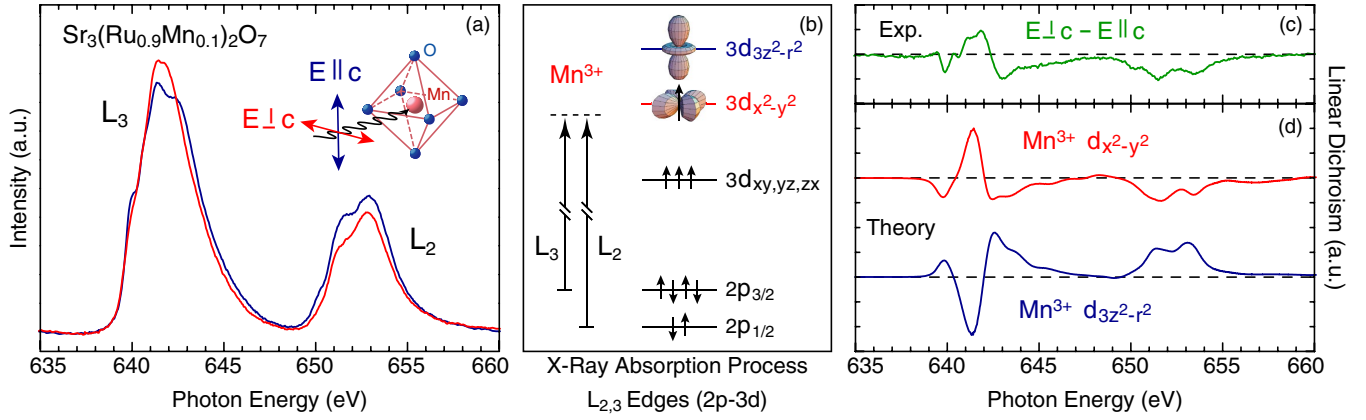 (a)
Sr₃(Ru₀.₉Mn₀.₁)₂O₇
E || c
E⊥c
O
Mn
L₃
L₂
Intensity (a.u.)
635 640 645 650 655 660
Photon Energy (eV)
(b)
3d3z²-r²
Mn³⁺
3dx²-y²
3dxy,yz,zx
L₃
L₂
2p3/2
2p1/2
X-Ray Absorption Process
L₂,₃ Edges (2p-3d)
(c)
Exp.
E⊥c – E || c
(d)
Mn³⁺ dx²-y²
Theory
Mn³⁺ d3z²-r²
635 640 645 650 655 660
Photon Energy (eV)
Linear Dichroism (a.u.)